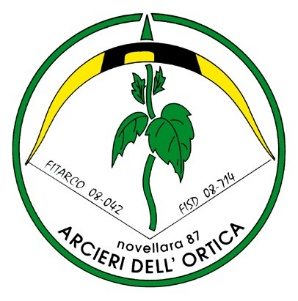 FITARCO 08-042
FISD 08-714
novellara 87
ARCIERI DELL' ORTICA